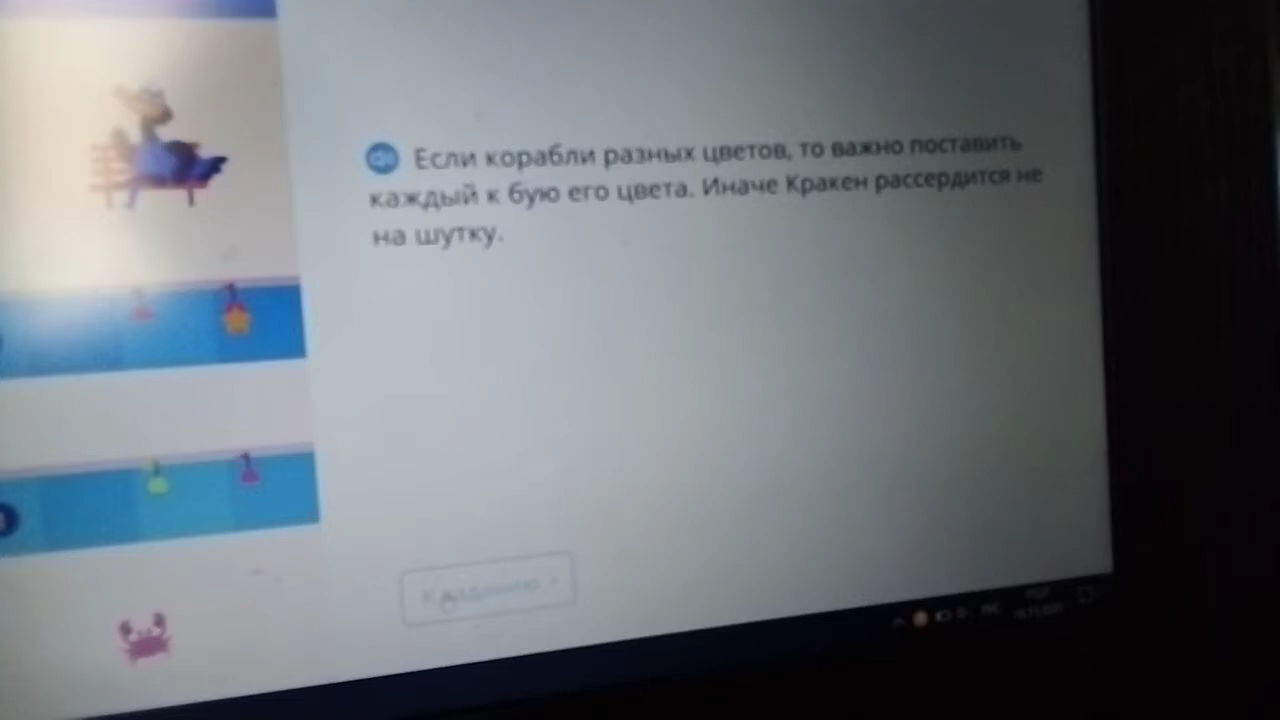 Если корабли разных цветов, то важно поставить
каждый к бую его цвета. Иначе Кракен рассердится не
на шутку.